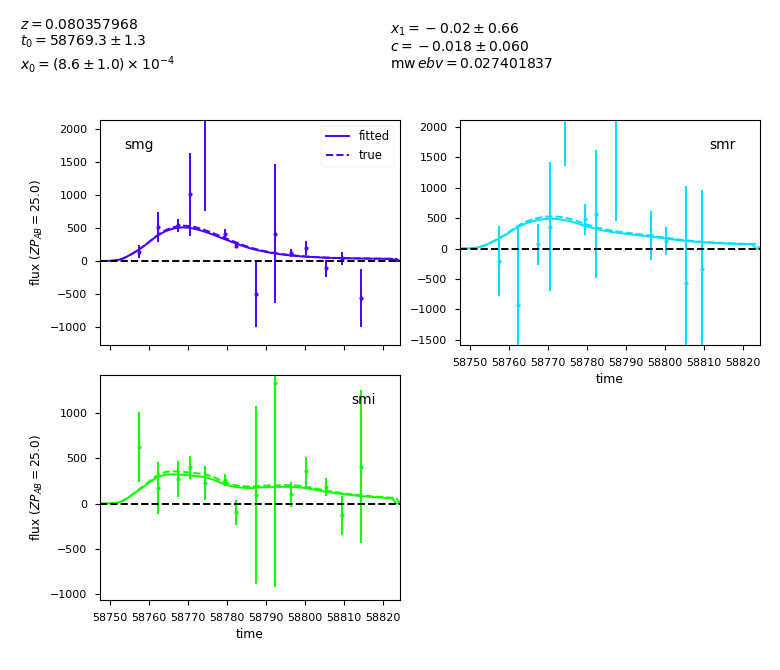 z = 0.080357968
t₀ = 58769.3 ± 1.3
x₀ = (8.6 ± 1.0) × 10⁻⁴
x₁ = −0.02 ± 0.66
c = −0.018 ± 0.060
mw ebv = 0.027401837
smg
fitted
true
2000
1500
1000
500
0
−500
−1000
flux (ZP_AB = 25.0)
smr
2000
1500
1000
500
0
−500
−1000
−1500
58750 58760 58770 58780 58790 58800 58810 58820
time
smi
1000
500
0
−500
−1000
flux (ZP_AB = 25.0)
58750 58760 58770 58780 58790 58800 58810 58820
time